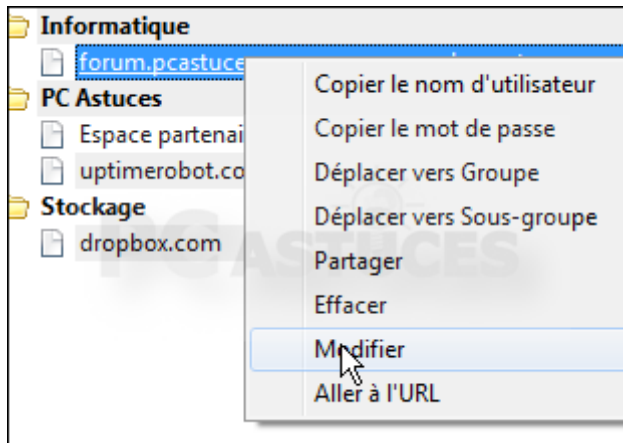 Informatique
forum.pcastuce
PC Astuces
Espace partenai
uptimerobot.co
Stockage
dropbox.com
Copier le nom d'utilisateur
Copier le mot de passe
Déplacer vers Groupe
Déplacer vers Sous-groupe
Partager
Effacer
Modifier
Aller à l'URL
PC ASTUCES